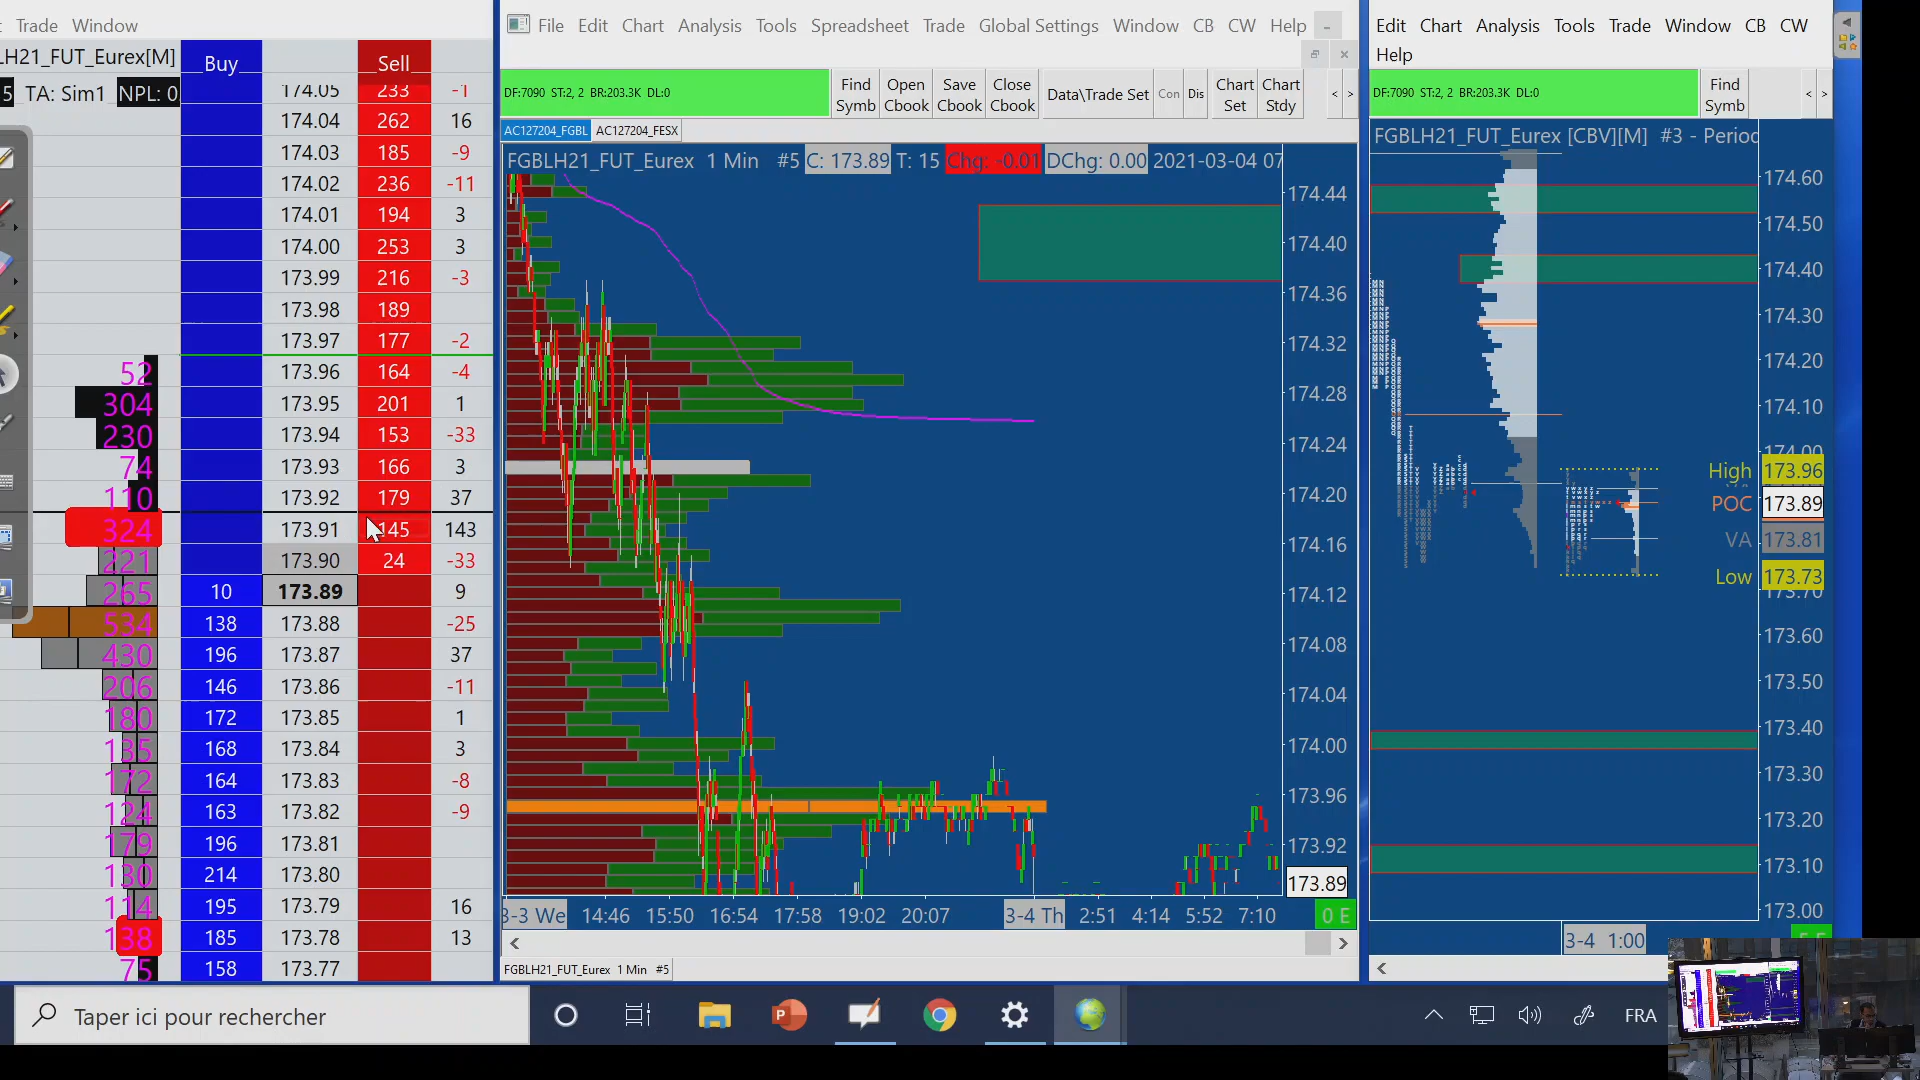 Trade Window
LH21_FUT_Eurex[M]
5 TA: Sim1 NPL: 0
Buy Sell
174.05 233 -1
174.04 262 16
174.03 185 -9
174.02 236 -11
174.01 194 3
174.00 253 3
173.99 216 -3
173.98 189
173.97 177 -2
52 173.96 164 -4
304 173.95 201 1
230 173.94 153 -33
74 173.93 166 3
110 173.92 179 37
324 173.91 145 143
221 173.90 24 -33
265 10 173.89 9
534 138 173.88 -25
430 196 173.87 37
206 146 173.86 -11
180 172 173.85 1
135 168 173.84 3
172 164 173.83 -8
124 163 173.82 -9
179 196 173.81
130 214 173.80
114 195 173.79 16
138 185 173.78 13
75 158 173.77
File Edit Chart Analysis Tools Spreadsheet Trade Global Settings Window CB CW Help
DF:7090 ST:2, 2 BR:203.3K DL:0
Find Symb
Open Cbook
Save Cbook
Close Cbook
Data\Trade Set
Con
Dis
Chart Set
Chart Stdy
< >
AC127204_FGBL AC127204_FESX
FGBLH21_FUT_Eurex 1 Min #5 C: 173.89 T: 15 Chg: -0.01 DChg: 0.00 2021-03-04 07
174.44
174.40
174.36
174.32
174.28
174.24
174.20
174.16
174.12
174.08
174.04
174.00
173.96
173.92
173.89
3-3 We 14:46 15:50 16:54 17:58 19:02 20:07 3-4 Th 2:51 4:14 5:52 7:10 0 E
FGBLH21_FUT_Eurex 1 Min #5
Edit Chart Analysis Tools Trade Window CB CW
Help
DF:7090 ST:2, 2 BR:203.3K DL:0
Find Symb
< >
FGBLH21_FUT_Eurex [CBV][M] #3 - Period
174.60
174.50
174.40
174.30
174.20
174.10
174.00
High 173.96
POC 173.89
VA 173.81
Low 173.73
173.70
173.60
173.50
173.40
173.30
173.20
173.10
173.00
3-4 1:00
Taper ici pour rechercher
FRA